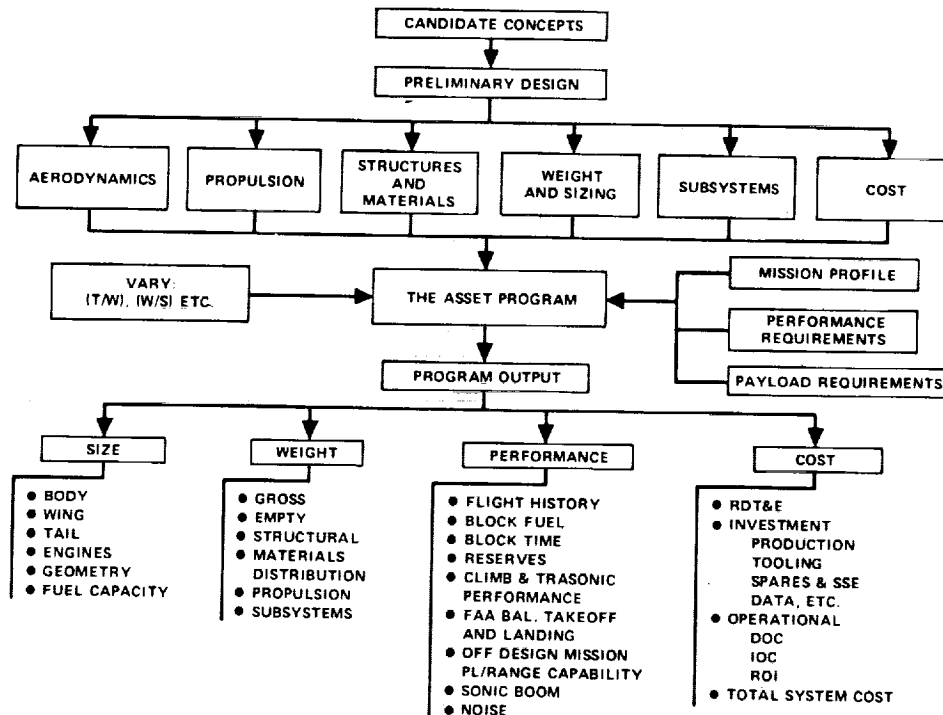 CANDIDATE CONCEPTS
PRELIMINARY DESIGN
AERODYNAMICS
PROPULSION
STRUCTURES
AND
MATERIALS
WEIGHT
AND SIZING
SUBSYSTEMS
COST
VARY:
(T/W), (W/S) ETC.
THE ASSET PROGRAM
MISSION PROFILE
PERFORMANCE
REQUIREMENTS
PAYLOAD REQUIREMENTS
PROGRAM OUTPUT
SIZE
● BODY
● WING
● TAIL
● ENGINES
● GEOMETRY
● FUEL CAPACITY
WEIGHT
● GROSS
● EMPTY
● STRUCTURAL
● MATERIALS
DISTRIBUTION
● PROPULSION
● SUBSYSTEMS
PERFORMANCE
● FLIGHT HISTORY
● BLOCK FUEL
● BLOCK TIME
● RESERVES
● CLIMB & TRASONIC
PERFORMANCE
● FAA BAL. TAKEOFF
AND LANDING
● OFF DESIGN MISSION
PL/RANGE CAPABILITY
● SONIC BOOM
● NOISE
COST
● RDT&E
● INVESTMENT
PRODUCTION
TOOLING
SPARES & SSE
DATA, ETC.
● OPERATIONAL
DOC
IOC
ROI
● TOTAL SYSTEM COST